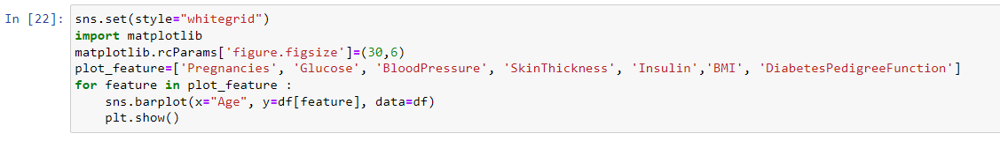 In [22]: sns.set(style="whitegrid")
import matplotlib
matplotlib.rcParams['figure.figsize']=(30,6)
plot_feature=['Pregnancies', 'Glucose', 'BloodPressure', 'SkinThickness', 'Insulin','BMI', 'DiabetesPedigreeFunction']
for feature in plot_feature :
    sns.barplot(x="Age", y=df[feature], data=df)
    plt.show()